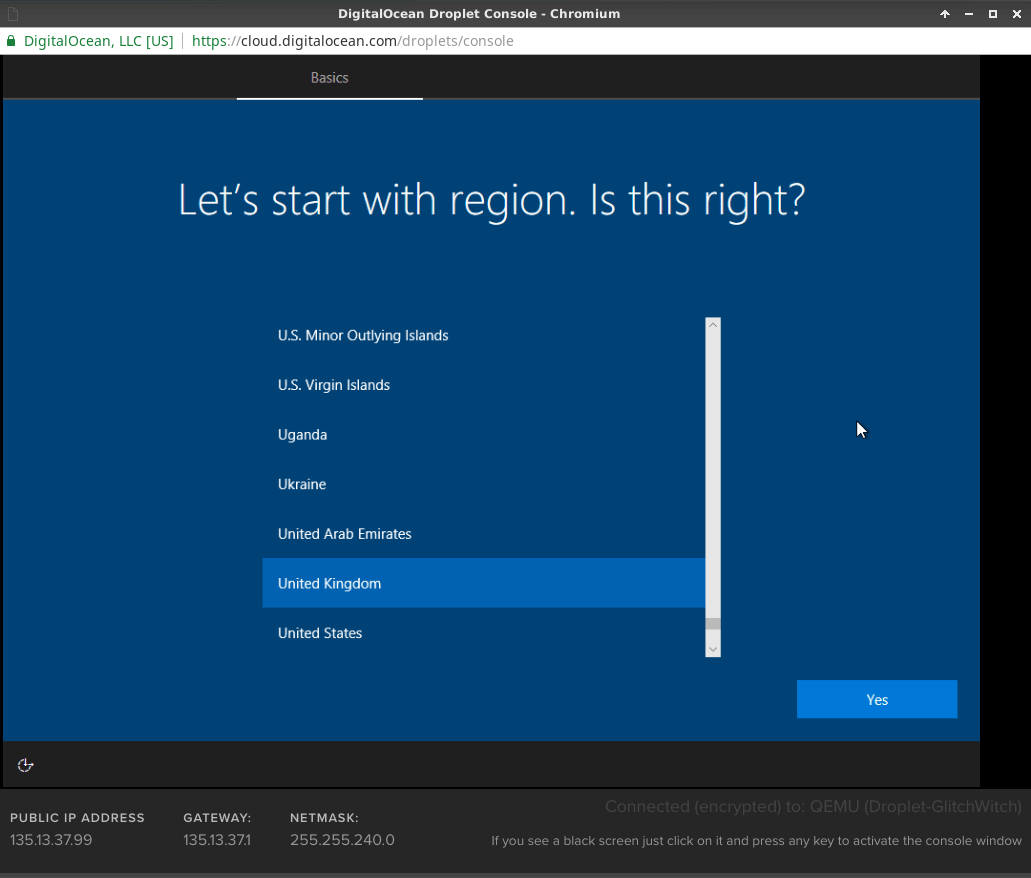 DigitalOcean Droplet Console - Chromium
DigitalOcean, LLC [US] https://cloud.digitalocean.com/droplets/console
Basics
Let's start with region. Is this right?
U.S. Minor Outlying Islands
U.S. Virgin Islands
Uganda
Ukraine
United Arab Emirates
United Kingdom
United States
Yes
Connected (encrypted) to: QEMU (Droplet-GlitchWitch)
PUBLIC IP ADDRESS GATEWAY: NETMASK:
135.13.37.99 135.13.37.1 255.255.240.0
If you see a black screen just click on it and press any key to activate the console window